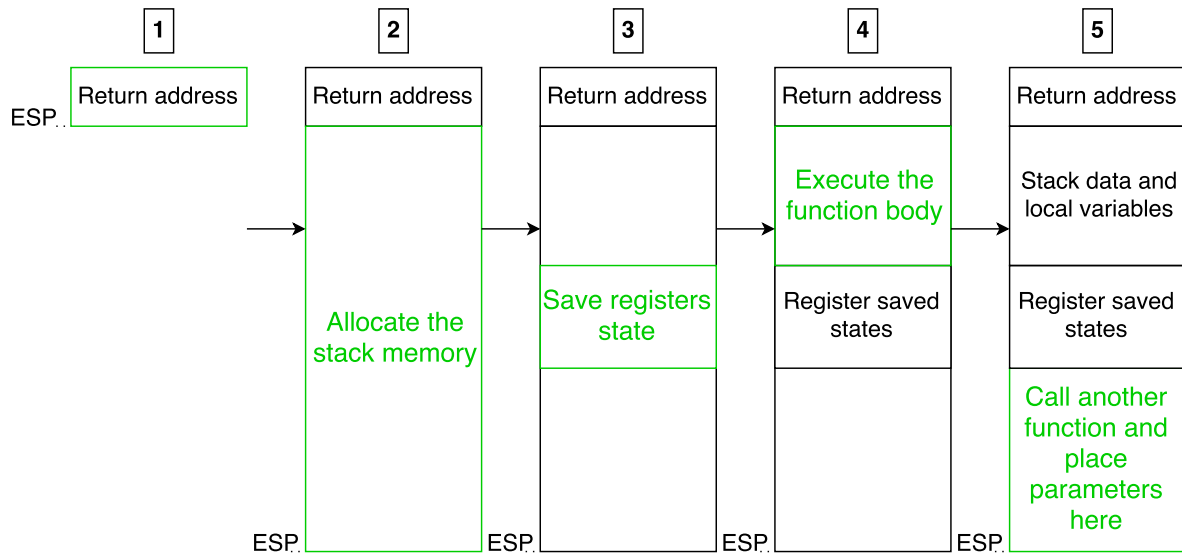 1
2
3
4
5
Return address
Return address
Return address
Return address
Return address
ESP
Allocate the
stack memory
ESP
Save registers
state
ESP
Execute the
function body
Register saved
states
ESP
Stack data and
local variables
Register saved
states
Call another
function and
place
parameters
here
ESP